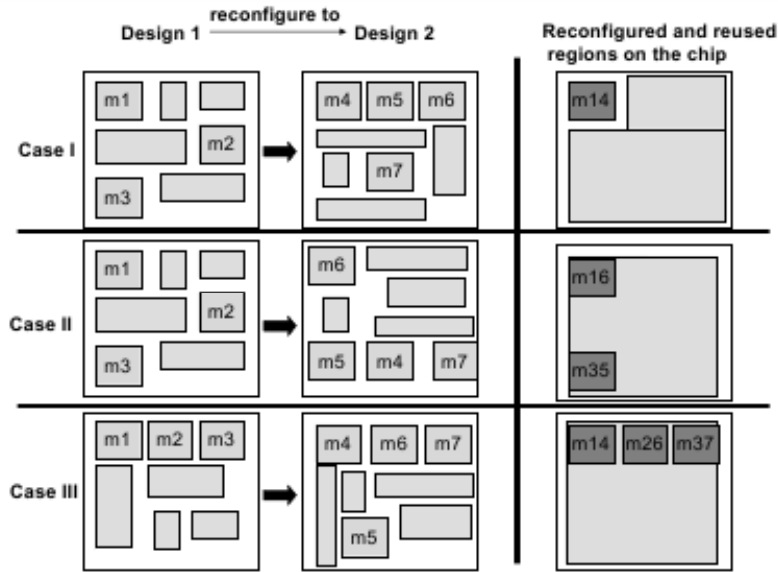 reconfigure to
Design 1
Design 2
Reconfigured and reused
regions on the chip
Case I
m1
m2
m3
m4
m5
m6
m7
m14
Case II
m1
m2
m3
m6
m5
m4
m7
m16
m35
Case III
m1
m2
m3
m4
m6
m7
m5
m14
m26
m37